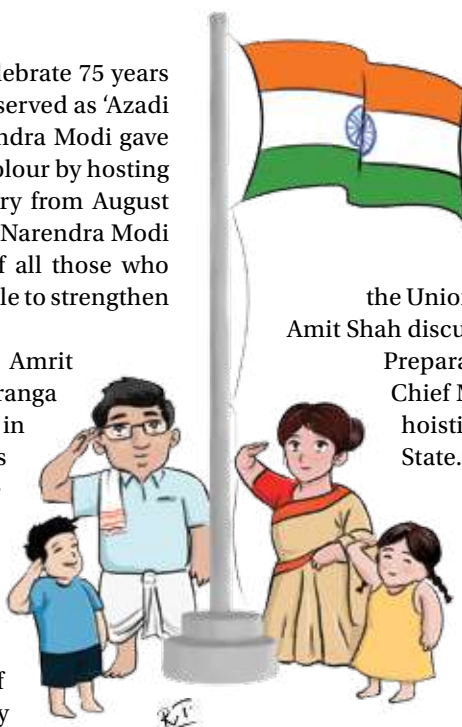 lebrate 75 years
served as ‘Azadi
ndra Modi gave
olour by hosting
ry from August
Narendra Modi
f all those who
le to strengthen
Amrit
ranga
in
s
f
y
the Union
Amit Shah discu
Prepara
Chief M
hoisti
State.